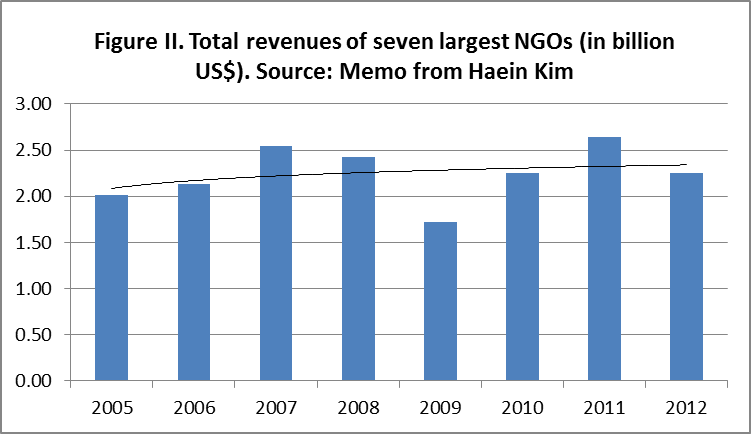 Figure II. Total revenues of seven largest NGOs (in billion
US$). Source: Memo from Haein Kim
3.00
2.50
2.00
1.50
1.00
0.50
0.00
2005 2006 2007 2008 2009 2010 2011 2012